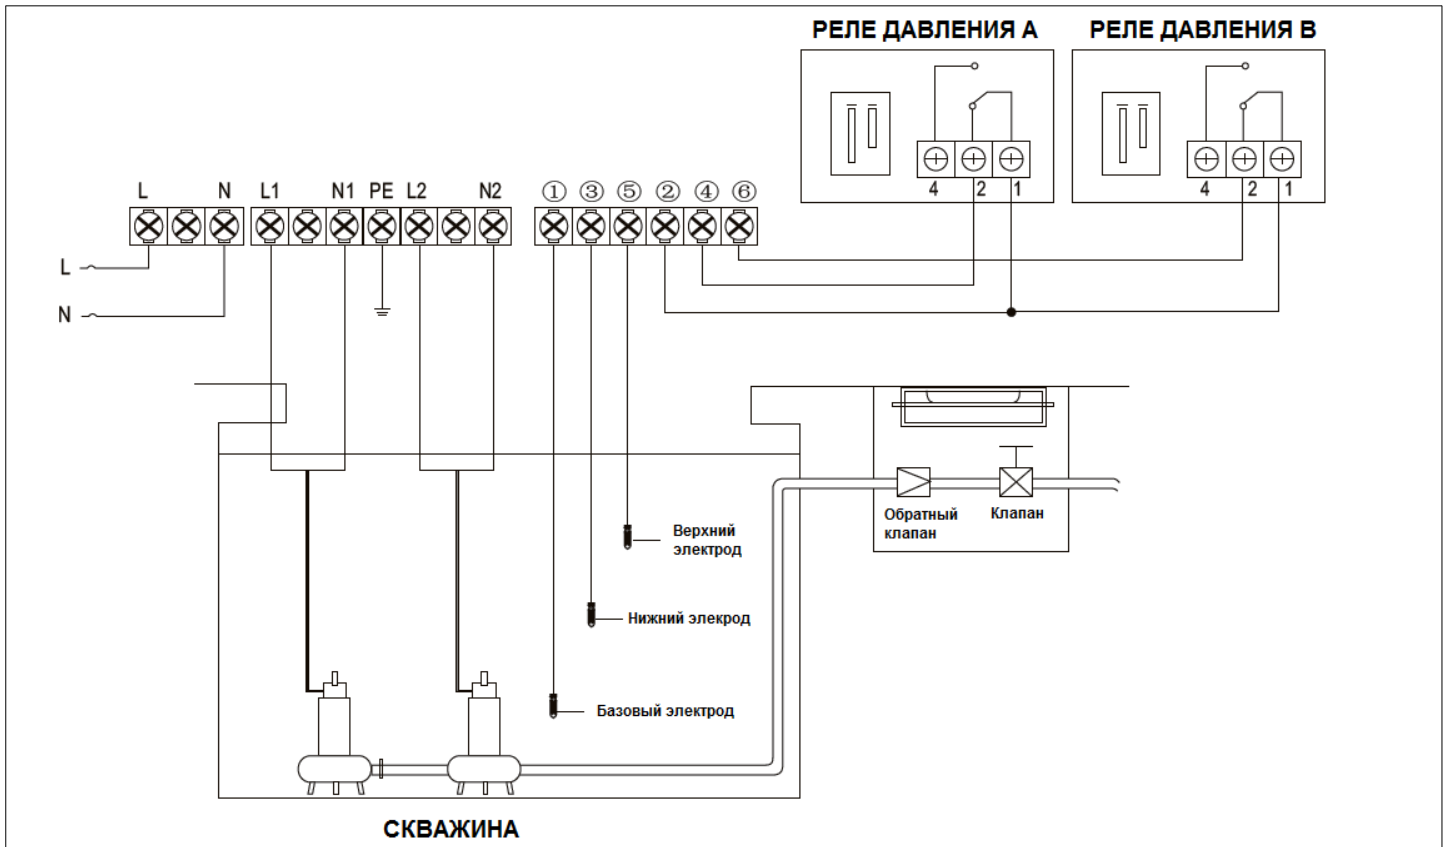 РЕЛЕ ДАВЛЕНИЯ А РЕЛЕ ДАВЛЕНИЯ В
4 2 1 4 2 1
L N L1 N1 PE L2 N2 ① ③ ⑤ ② ④ ⑥
L
N
Обратный
клапан
Клапан
Верхний
электрод
Нижний элекрод
Базовый электрод
СКВАЖИНА